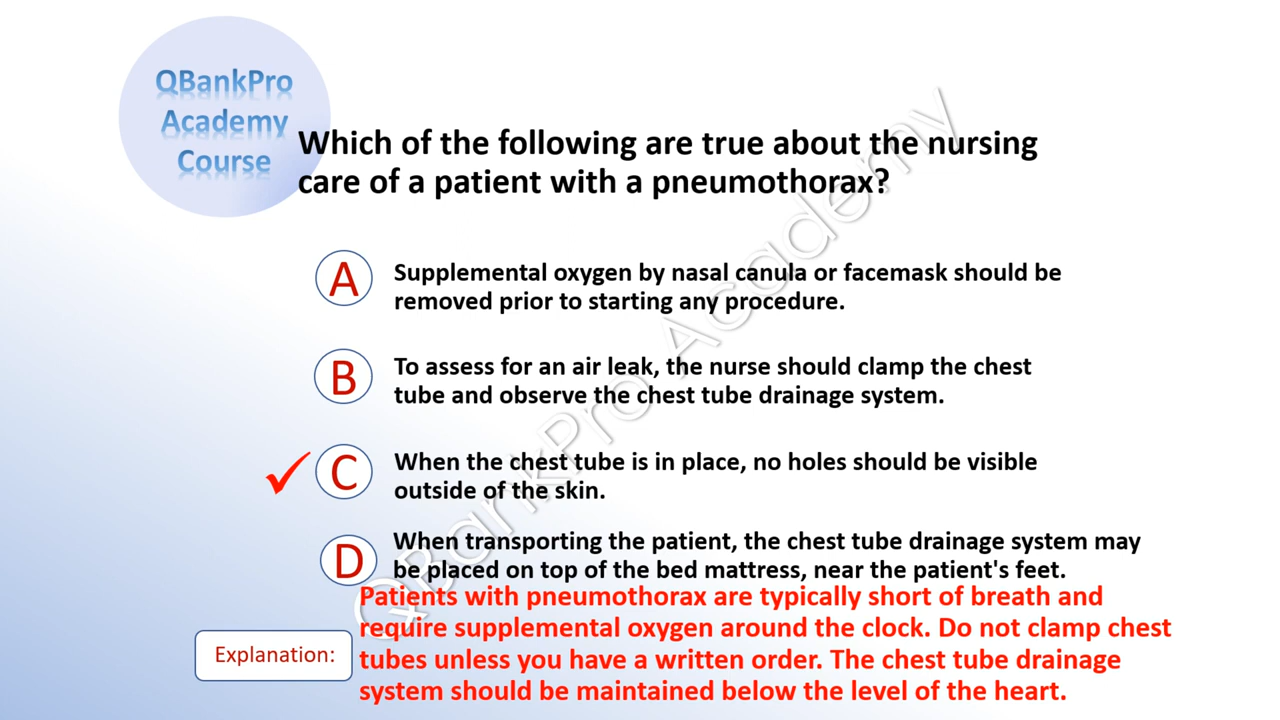 QBankPro
Academy
Course
Which of the following are true about the nursing
care of a patient with a pneumothorax?
A
Supplemental oxygen by nasal canula or facemask should be
removed prior to starting any procedure.
B
To assess for an air leak, the nurse should clamp the chest
tube and observe the chest tube drainage system.
C
When the chest tube is in place, no holes should be visible
outside of the skin.
D
When transporting the patient, the chest tube drainage system may
be placed on top of the bed mattress, near the patient's feet.
Explanation:
Patients with pneumothorax are typically short of breath and
require supplemental oxygen around the clock. Do not clamp chest
tubes unless you have a written order. The chest tube drainage
system should be maintained below the level of the heart.
QBankPro Academy